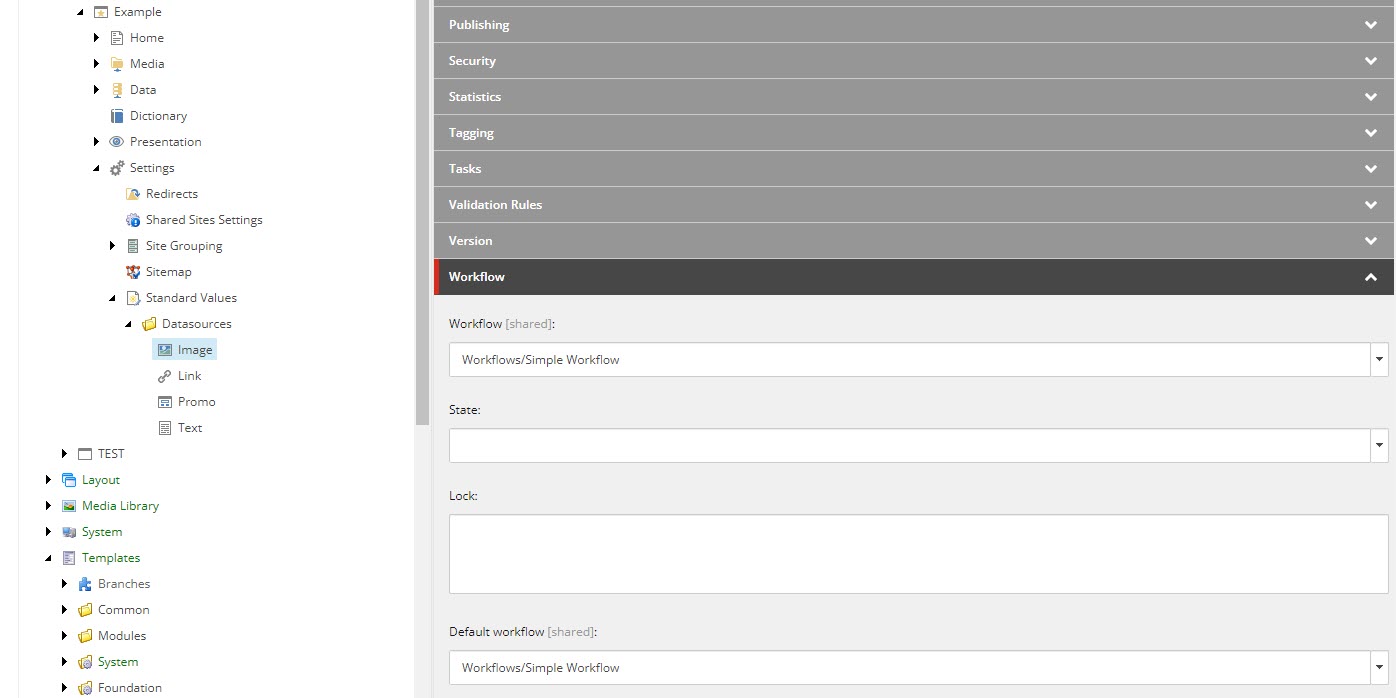 Example
Home
Media
Data
Dictionary
Presentation
Settings
Redirects
Shared Sites Settings
Site Grouping
Sitemap
Standard Values
Datasources
Image
Link
Promo
Text
TEST
Layout
Media Library
System
Templates
Branches
Common
Modules
System
Foundation
Publishing
Security
Statistics
Tagging
Tasks
Validation Rules
Version
Workflow
Workflow [shared]:
Workflows/Simple Workflow
State:
Lock:
Default workflow [shared]:
Workflows/Simple Workflow